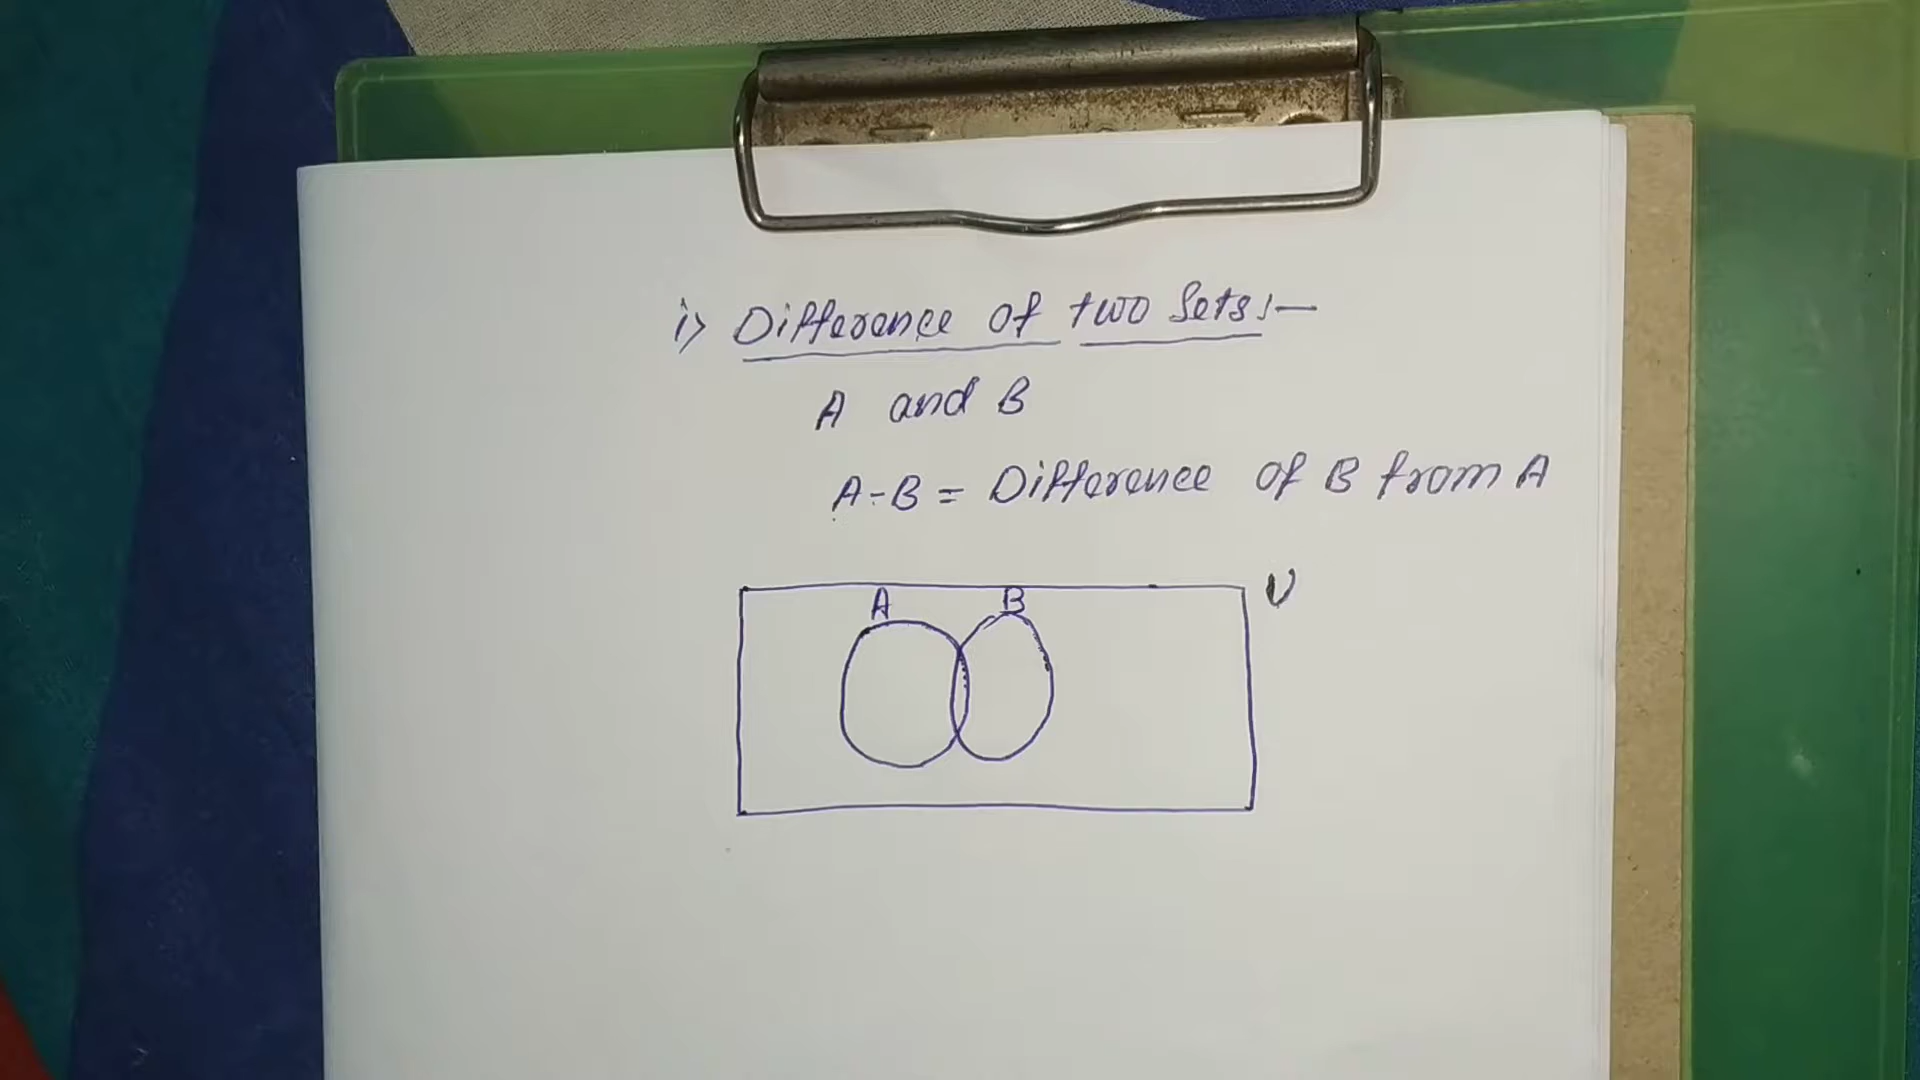 i) Difference of two Sets:-
A and B
A-B = Difference of B from A
U
A B